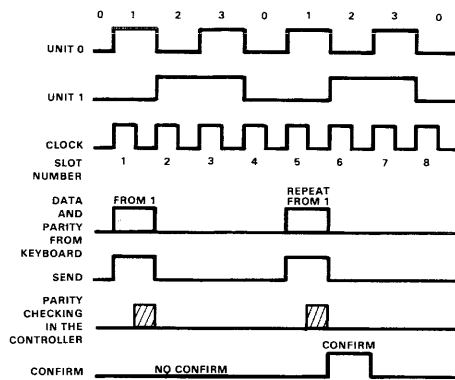 0 1 2 3 0 1 2 3 0
UNIT 0
UNIT 1
CLOCK
SLOT
NUMBER
1 2 3 4 5 6 7 8
DATA
AND
PARITY
FROM
KEYBOARD
FROM 1
REPEAT
FROM 1
SEND
PARITY
CHECKING
IN THE
CONTROLLER
CONFIRM
NO CONFIRM
CONFIRM